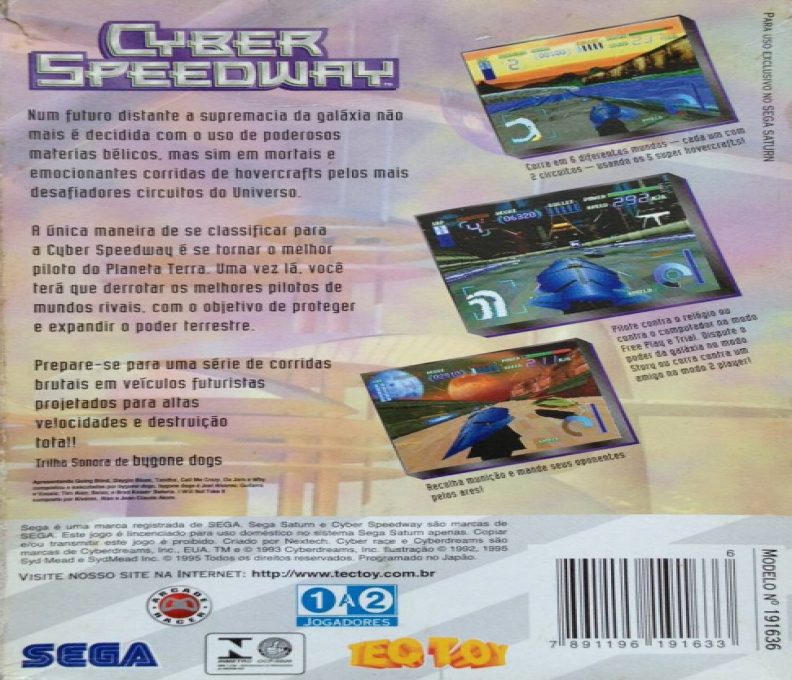 CYBER
SPEEDWAY™
Num futuro distante a supremacia da galáxia não
mais é decidida com o uso de poderosos
materias bélicos, mas sim em mortais e
emocionantes corridas de hovercrafts pelos mais
desafiadores circuitos do Universo.
A única maneira de se classificar para
a Cyber Speedway é se tornar o melhor
piloto do Planeta Terra. Uma vez lá, você
terá que derrotar os melhores pilotos de
mundos rivais, com o objetivo de proteger
e expandir o poder terrestre.
Prepare-se para uma série de corridas
brutais em veículos futuristas
projetados para altas
velocidades e destruição
total!
Trilha Sonora de bygone dogs
Corra em 6 diferentes mundos — cada um com
2 circuitos — usando os 5 super hovercrafts!
292
Pilote contra o relógio ou
contra o computador no modo
Free Play e Trial. Dispute o
poder da galáxia no modo
Story ou corra contra um
amigo no modo 2 player!
211
Recolha munição e mande seus oponentes
pelos ares!
PARA USO EXCLUSIVO NO SEGA SATURN
Sega é uma marca registrada de SEGA. Sega Saturn e Cyber Speedway são marcas de
SEGA. Este jogo é lincenciado para uso doméstico no sistema Sega Saturn apenas. Copiar
e/ou transmitir este jogo é proibido. Criado por Nextech. Cyber race e Cyberdreams são
marcas de Cyberdreams, Inc., EUA. TM e © 1993 Cyberdreams, Inc. Ilustração © 1992, 1995
Syd Mead e SydMead Inc. © 1995 Todos os direitos reservados. Programado no Japão.
VISITE NOSSO SITE NA INTERNET: http://www.tectoy.com.br
ARCADE
RACER
1 A 2
JOGADORES
SEGA
INMETRO
TEC TOY
6
7 891196 191633
MODELO Nº 191636